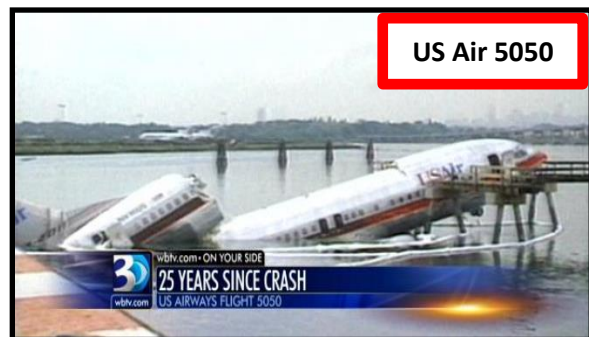 US Air 5050
USAir
wbtv.com • ON YOUR SIDE
3
25 YEARS SINCE CRASH
wbtv.com
US AIRWAYS FLIGHT 5050